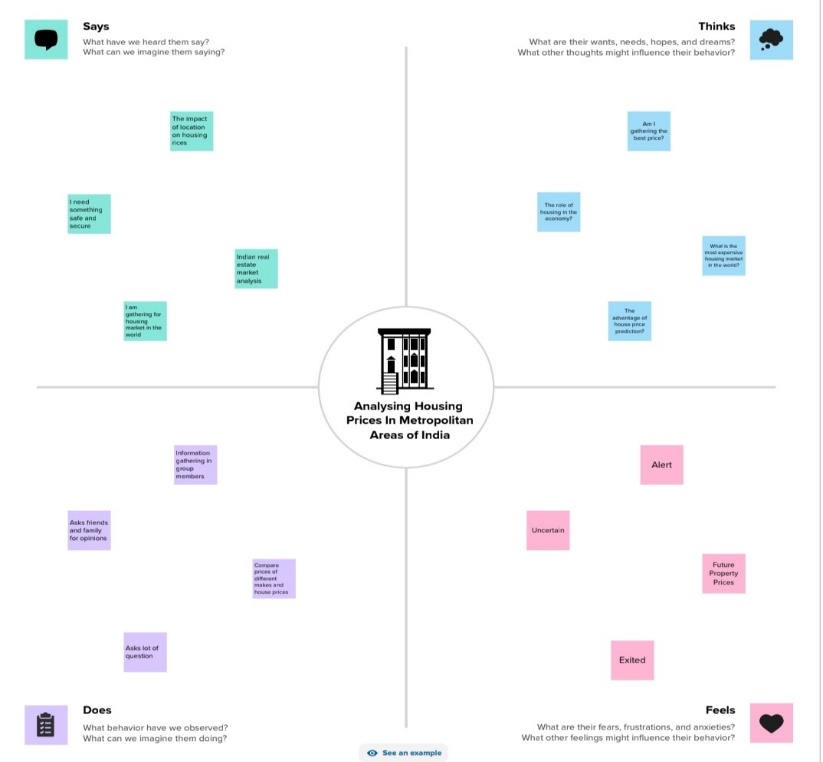 Says
What have we heard them say?
What can we imagine them saying?
Thinks
What are their wants, needs, hopes, and dreams?
What other thoughts might influence their behavior?
The impact
of location
on housing
rices
I need
something
safe and
secure
Indian real
estate
market
analysis
I am
gathering for
housing
market in the
world
Am I
gathering the
best price?
The role of
housing in the
economy?
What is the
most expensive
housing market
in the world?
The
advantage of
house price
prediction?
Analysing Housing
Prices In Metropolitan
Areas of India
Information
gathering in
group
members
Asks friends
and family
for opinions
Compare
prices of
different
makes and
house prices
Asks lot of
question
Alert
Uncertain
Future
Property
Prices
Exited
Does
What behavior have we observed?
What can we imagine them doing?
Feels
What are their fears, frustrations, and anxieties?
What other feelings might influence their behavior?
See an example